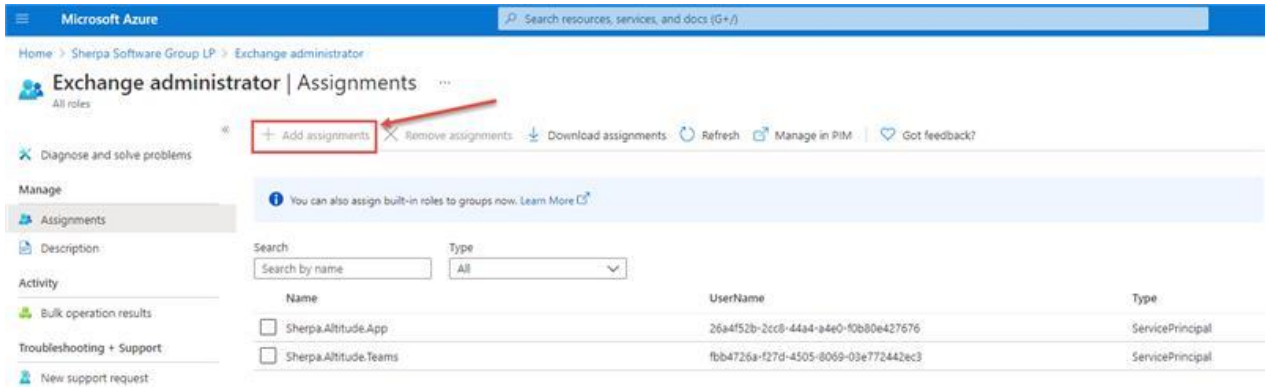 Microsoft Azure
Search resources, services, and docs (G+/)
Home > Sherpa Software Group LP > Exchange administrator
Exchange administrator | Assignments ...
All roles
«
+ Add assignments Remove assignments Download assignments Refresh Manage in PIM Got feedback?
Diagnose and solve problems
Manage
You can also assign built-in roles to groups now. Learn More
Assignments
Description
Search Type
Search by name All
Activity
Name UserName Type
Bulk operation results
Sherpa.Altitude.App 26a4f52b-2cc8-44a4-a4e0-f0b80e427676 ServicePrincipal
Troubleshooting + Support
Sherpa.Altitude.Teams fbb4726a-f27d-4505-8069-03e772442ec3 ServicePrincipal
New support request